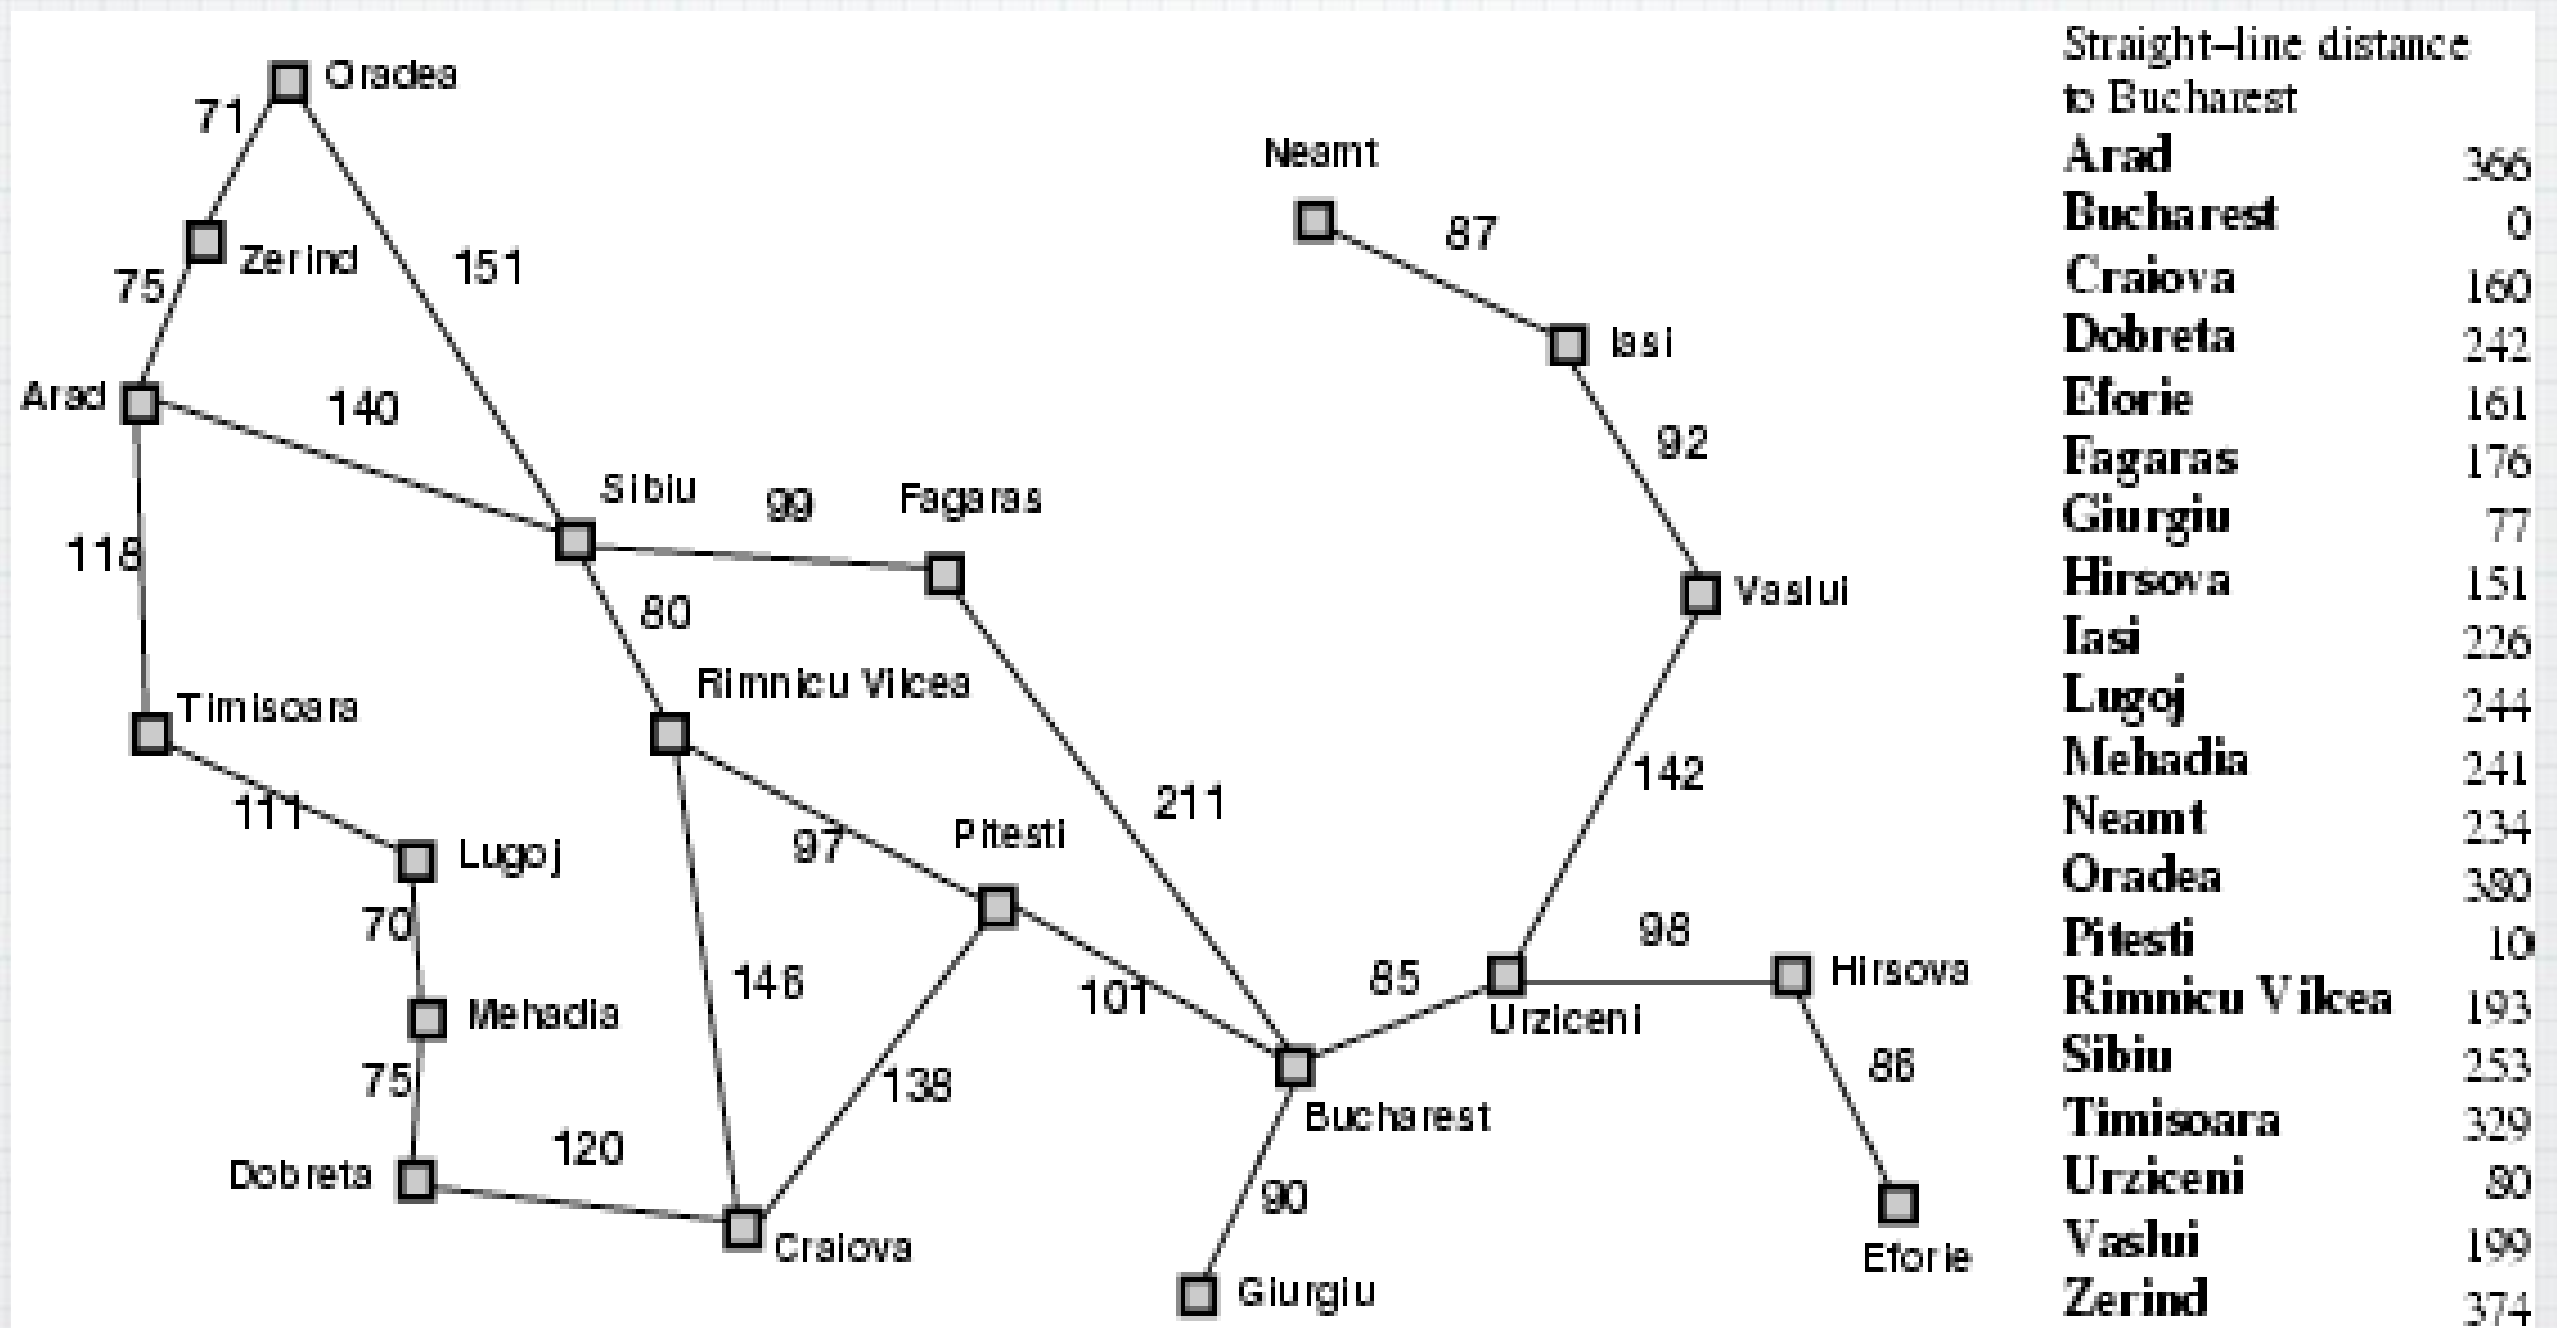 Oradea
71
Neamt
87
Zerind
151
75
Iasi
Arad
140
92
Sibiu
99
Fagaras
118
80
Vaslui
Rimnicu Vilcea
Timisoara
142
211
111
97
Pitesti
Lugoj
70
98
146
85
Hirsova
101
Urziceni
Mehadia
86
75
138
Bucharest
120
Dobreta
90
Craiova
Eforie
Giurgiu
Straight–line distance
to Bucharest
Arad 366
Bucharest 0
Craiova 160
Dobreta 242
Eforie 161
Fagaras 176
Giurgiu 77
Hirsova 151
Iasi 226
Lugoj 244
Mehadia 241
Neamt 234
Oradea 380
Pitesti 10
Rimnicu Vilcea 193
Sibiu 253
Timisoara 329
Urziceni 80
Vaslui 199
Zerind 374